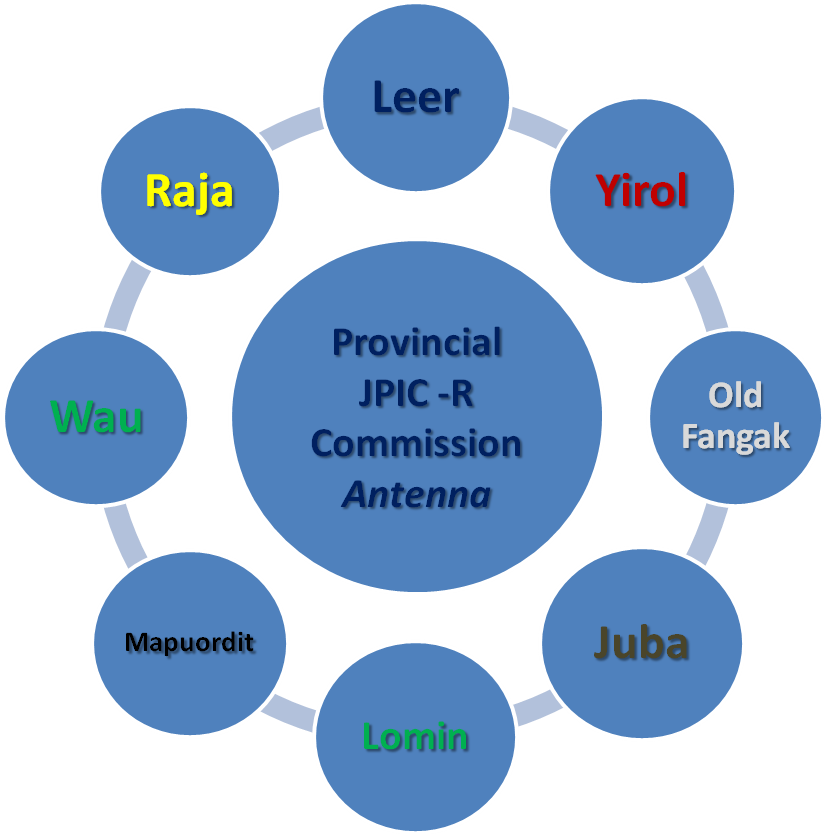 Leer
Raja
Yirol
Provincial
JPIC -R
Commission
Antenna
Wau
Old
Fangak
Mapuordit
Juba
Lomin